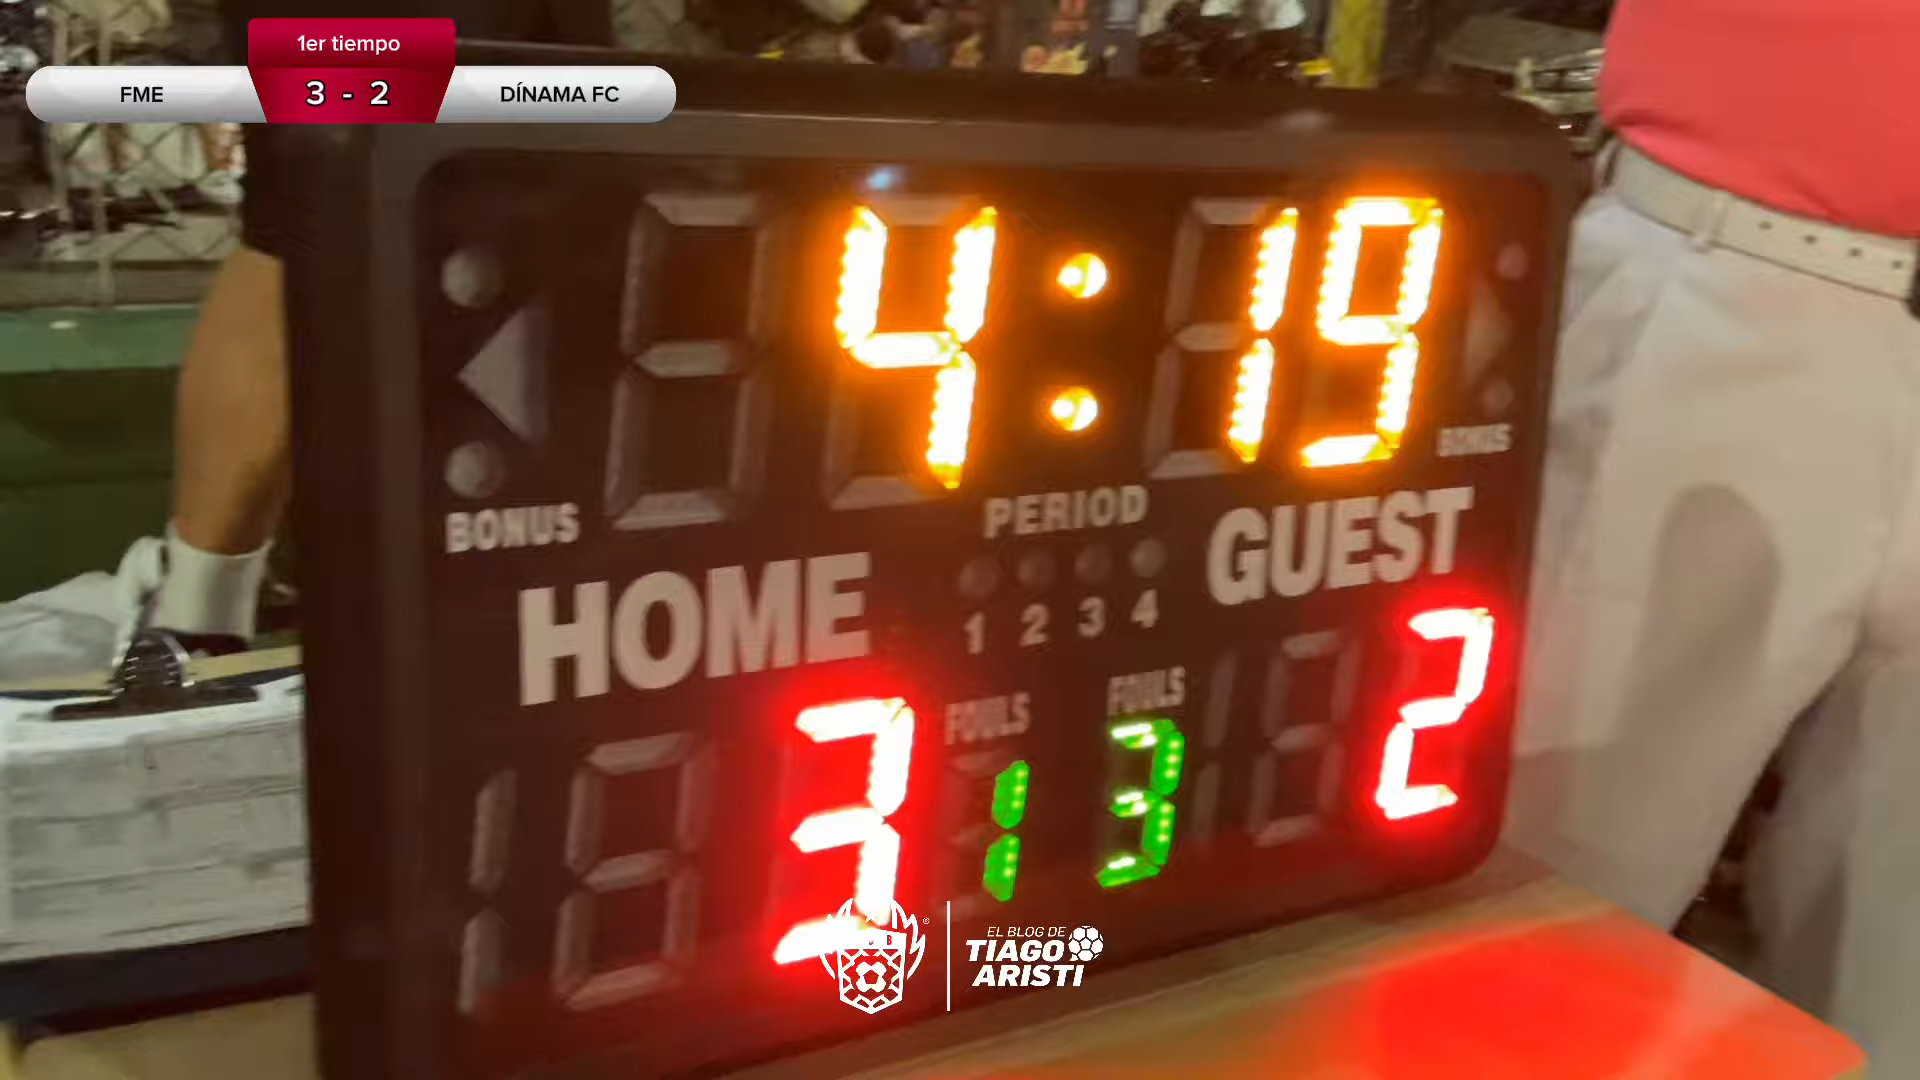 1er tiempo
FME 3 - 2 DÍNAMA FC
4:19
BONUS
BONUS
PERIOD
HOME GUEST
1 2 3 4
FOULS FOULS
3 1 3 2
EL BLOG DE
TIAGO
ARISTI
®